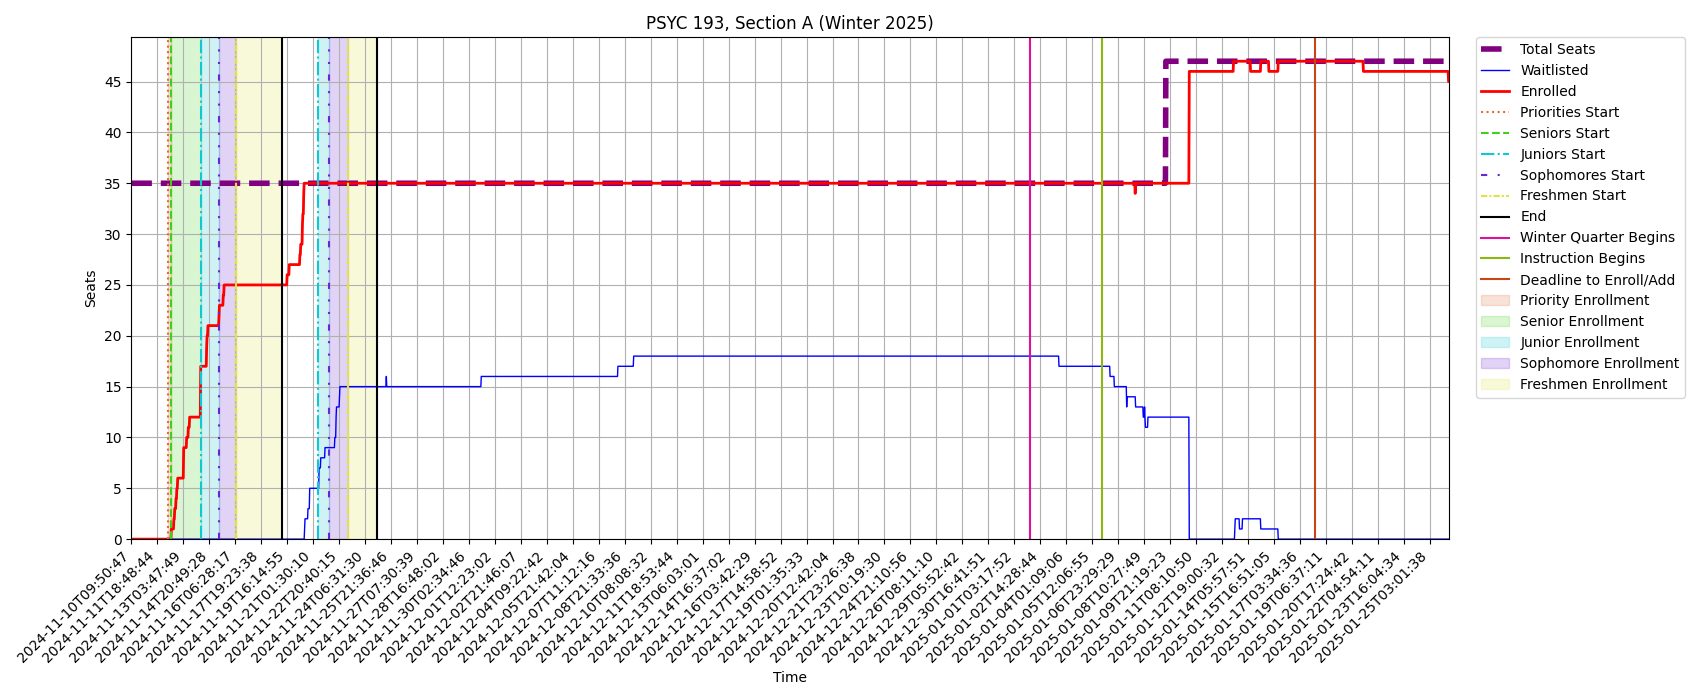 PSYC 193, Section A (Winter 2025)
Seats
45
40
35
30
25
20
15
10
5
0
2024-11-10T09:50:47
2024-11-11T18:48:44
2024-11-13T03:47:49
2024-11-14T20:49:28
2024-11-16T06:28:17
2024-11-17T19:23:38
2024-11-19T16:14:55
2024-11-21T01:30:10
2024-11-22T20:40:15
2024-11-24T06:31:30
2024-11-25T21:36:46
2024-11-27T07:30:39
2024-11-28T16:48:02
2024-11-30T02:34:46
2024-12-01T12:23:02
2024-12-02T21:46:07
2024-12-04T09:22:42
2024-12-05T21:42:04
2024-12-07T11:12:16
2024-12-08T21:33:36
2024-12-10T08:08:32
2024-12-11T18:53:44
2024-12-13T06:03:01
2024-12-14T16:37:02
2024-12-16T03:42:29
2024-12-17T14:58:52
2024-12-19T01:35:33
2024-12-20T12:42:04
2024-12-21T23:26:38
2024-12-23T10:19:30
2024-12-24T21:10:56
2024-12-26T08:11:10
2024-12-29T05:52:42
2024-12-30T16:41:51
2025-01-01T03:17:52
2025-01-02T14:28:44
2025-01-04T01:09:06
2025-01-05T12:06:55
2025-01-06T23:29:29
2025-01-08T10:27:49
2025-01-09T21:19:23
2025-01-11T08:10:50
2025-01-12T19:00:32
2025-01-14T05:57:51
2025-01-15T16:51:05
2025-01-17T03:34:36
2025-01-19T06:37:11
2025-01-20T17:24:42
2025-01-22T04:54:11
2025-01-23T16:04:34
2025-01-25T03:01:38
Time
Total Seats
Waitlisted
Enrolled
Priorities Start
Seniors Start
Juniors Start
Sophomores Start
Freshmen Start
End
Winter Quarter Begins
Instruction Begins
Deadline to Enroll/Add
Priority Enrollment
Senior Enrollment
Junior Enrollment
Sophomore Enrollment
Freshmen Enrollment